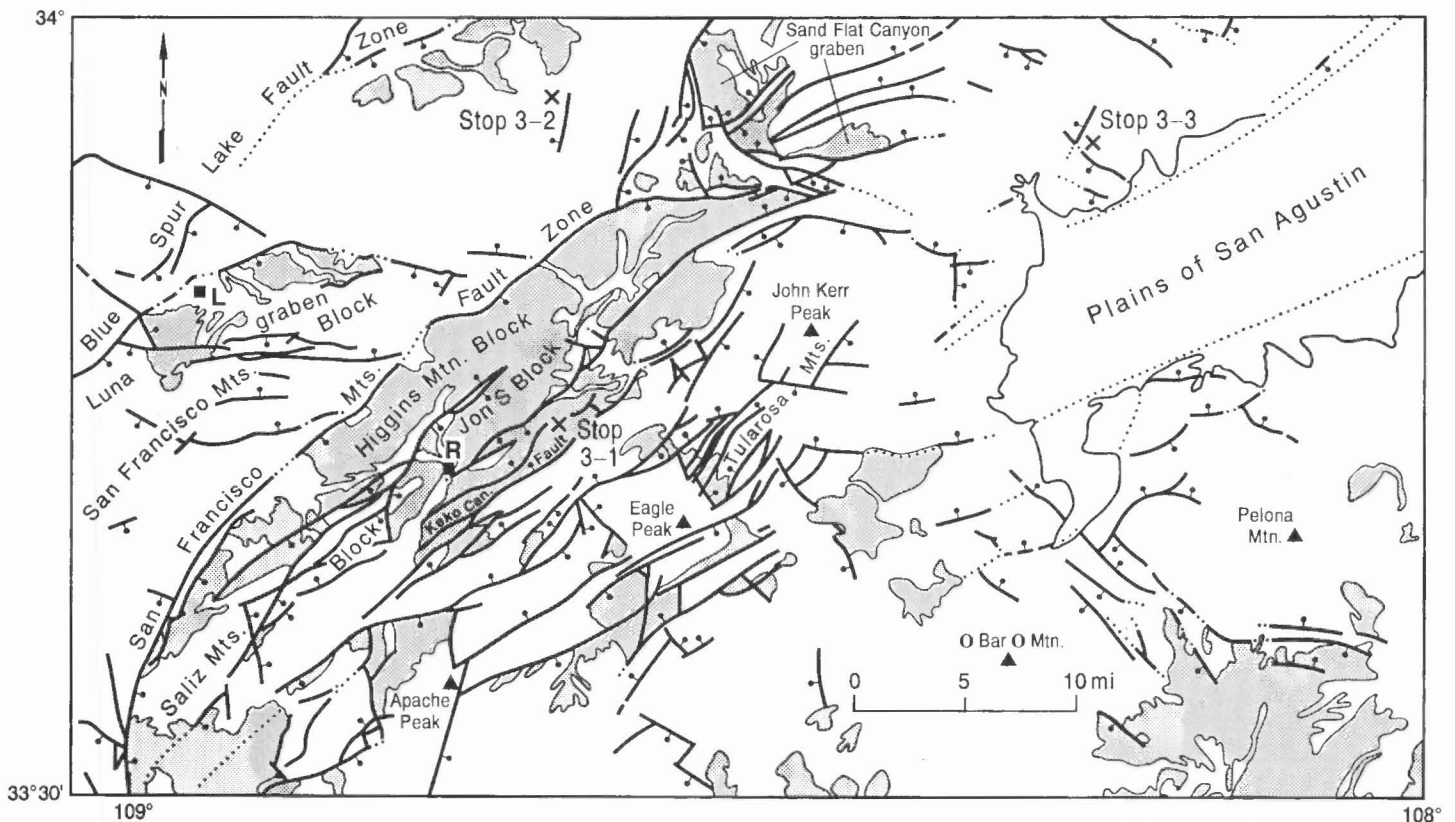 34°
Sand Flat Canyon
graben
Lake Fault Zone
N
Stop 3–2
Stop 3–3
Spur
Blue
L
graben
Luna Block
San Francisco Mts.
San Francisco Mts. Fault Zone
Higgins Mtn. Block
Jon S Block
R
John Kerr
Peak
Plains of San Agustin
Stop
3–1
Kako Can. Fault
Tularosa Mts.
Eagle
Peak
Pelona
Mtn.
Saliz Mts. Block
Apache
Peak
O Bar O Mtn.
0 5 10 mi
33°30'
109°
108°